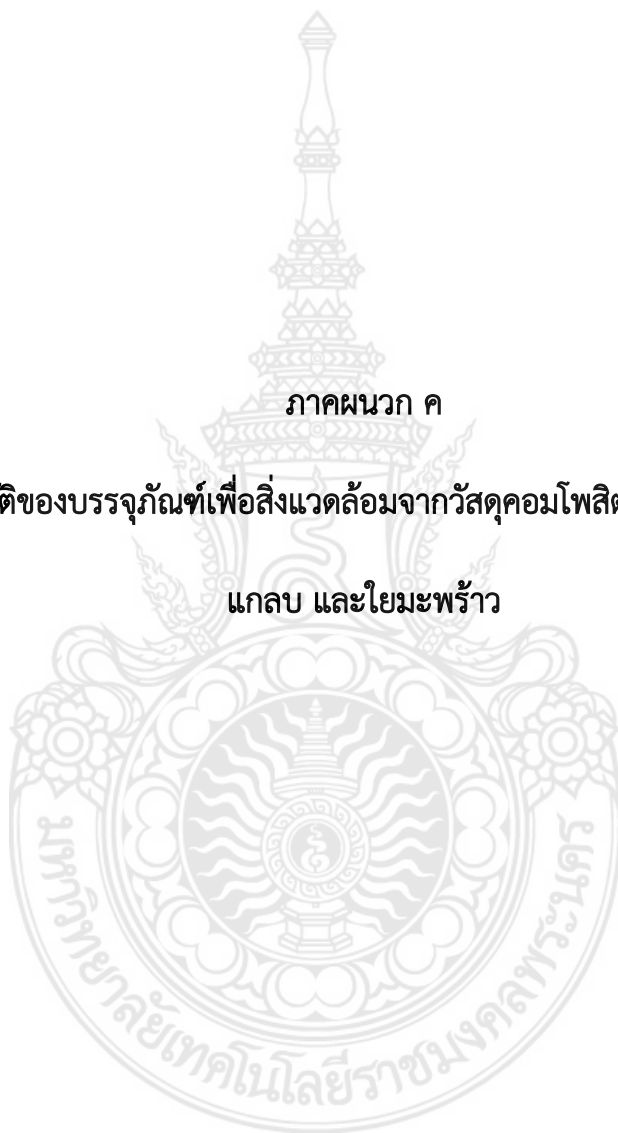 ภาคผนวก ค
ติของบรรจุภัณฑ์เพื่อสิ่งแวดล้อมจากวัสดุคอมโพสิต
แกลบ และใยมะพร้าว
มหาวิทยาลัยเทคโนโลยีราชมงคลพระนคร